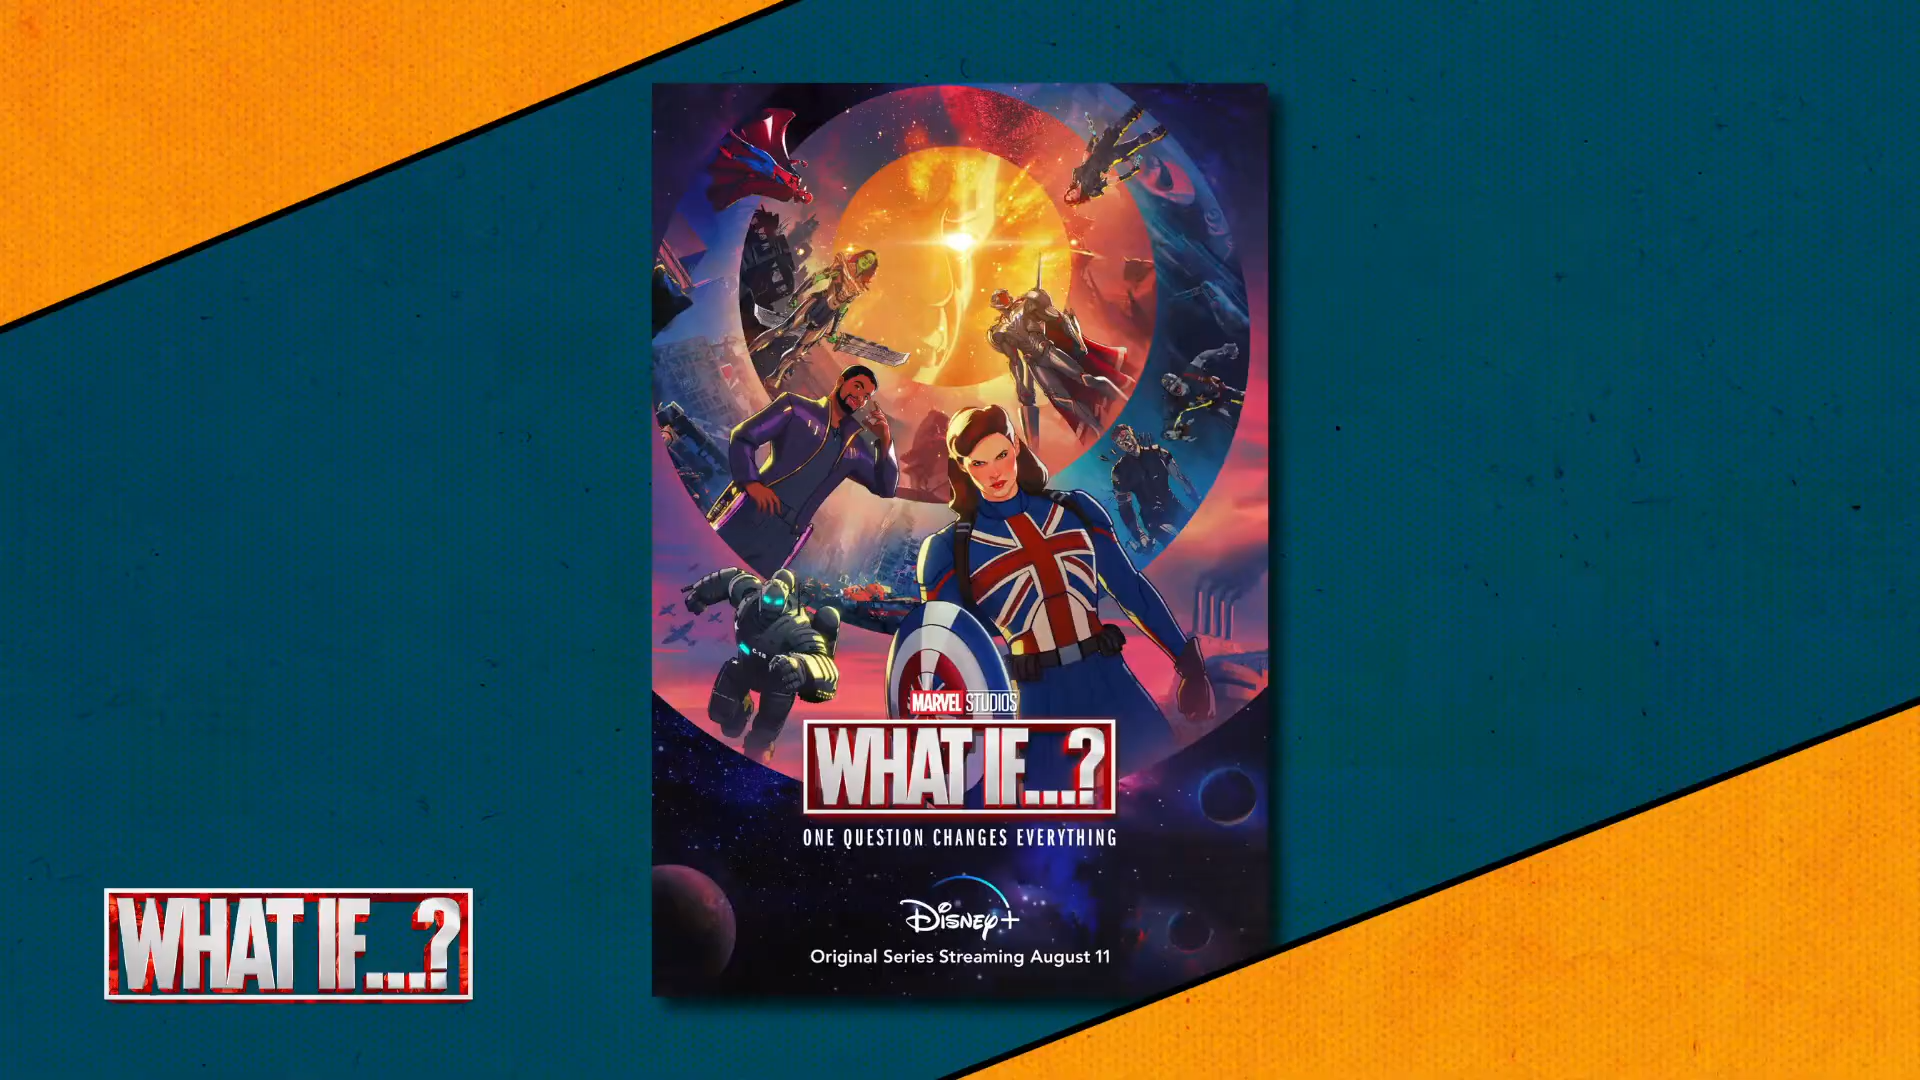 MARVEL STUDIOS
WHAT IF...?
ONE QUESTION CHANGES EVERYTHING
Disney+
Original Series Streaming August 11
WHAT IF...?